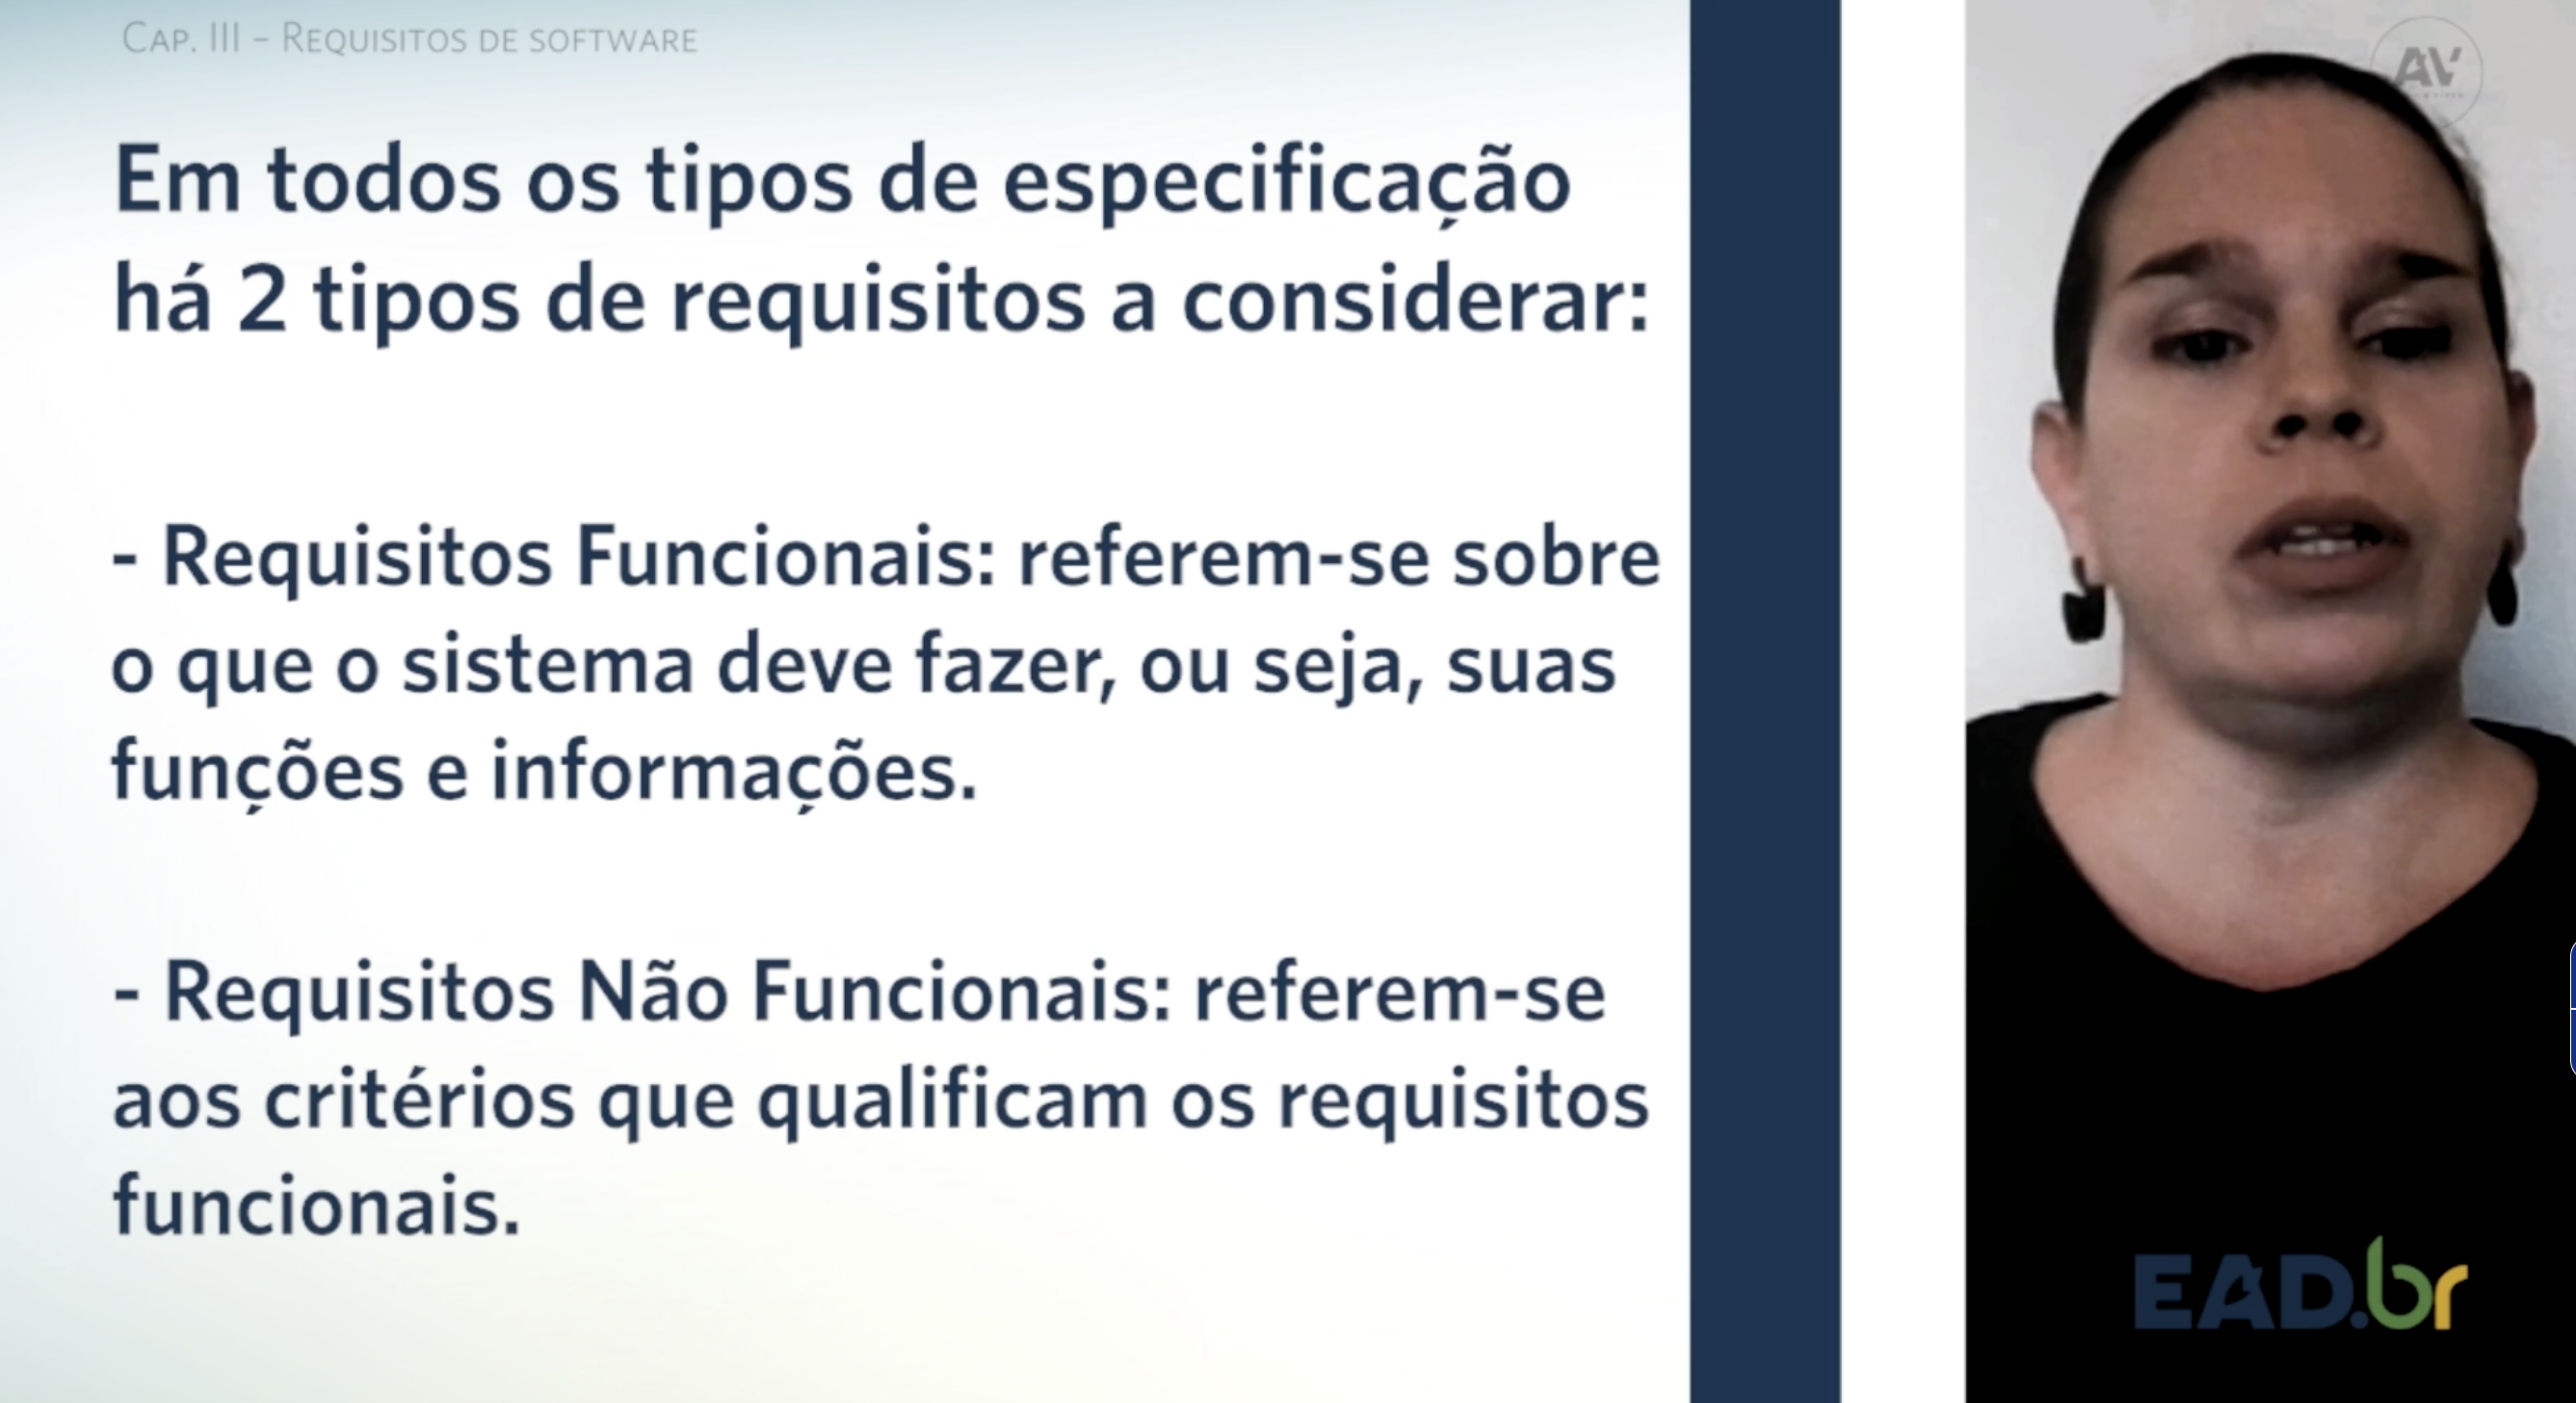 CAP. III – REQUISITOS DE SOFTWARE
Em todos os tipos de especificação
há 2 tipos de requisitos a considerar:
- Requisitos Funcionais: referem-se sobre
o que o sistema deve fazer, ou seja, suas
funções e informações.
- Requisitos Não Funcionais: referem-se
aos critérios que qualificam os requisitos
funcionais.
AV
EAD.br